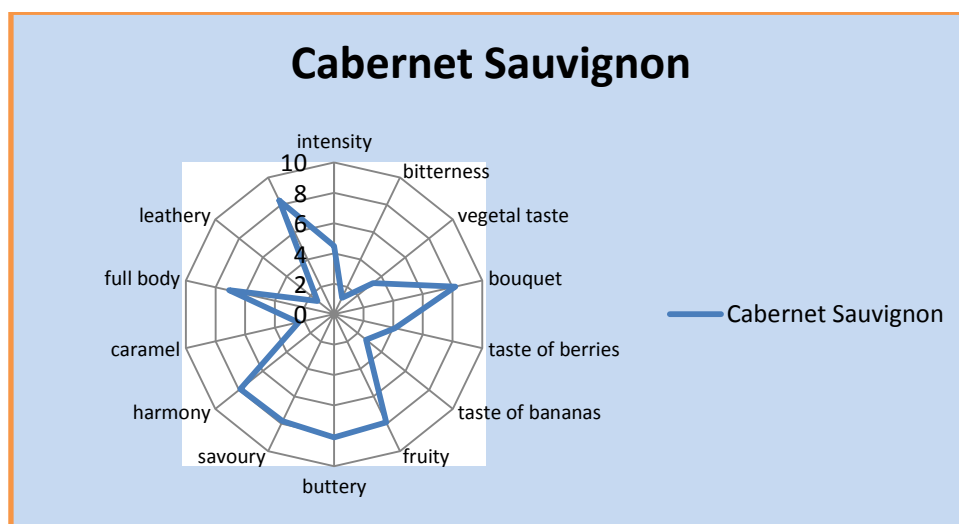 Cabernet Sauvignon
intensity
bitterness
vegetal taste
bouquet
taste of berries
taste of bananas
fruity
buttery
savoury
harmony
caramel
full body
leathery
10
8
6
4
2
0
Cabernet Sauvignon